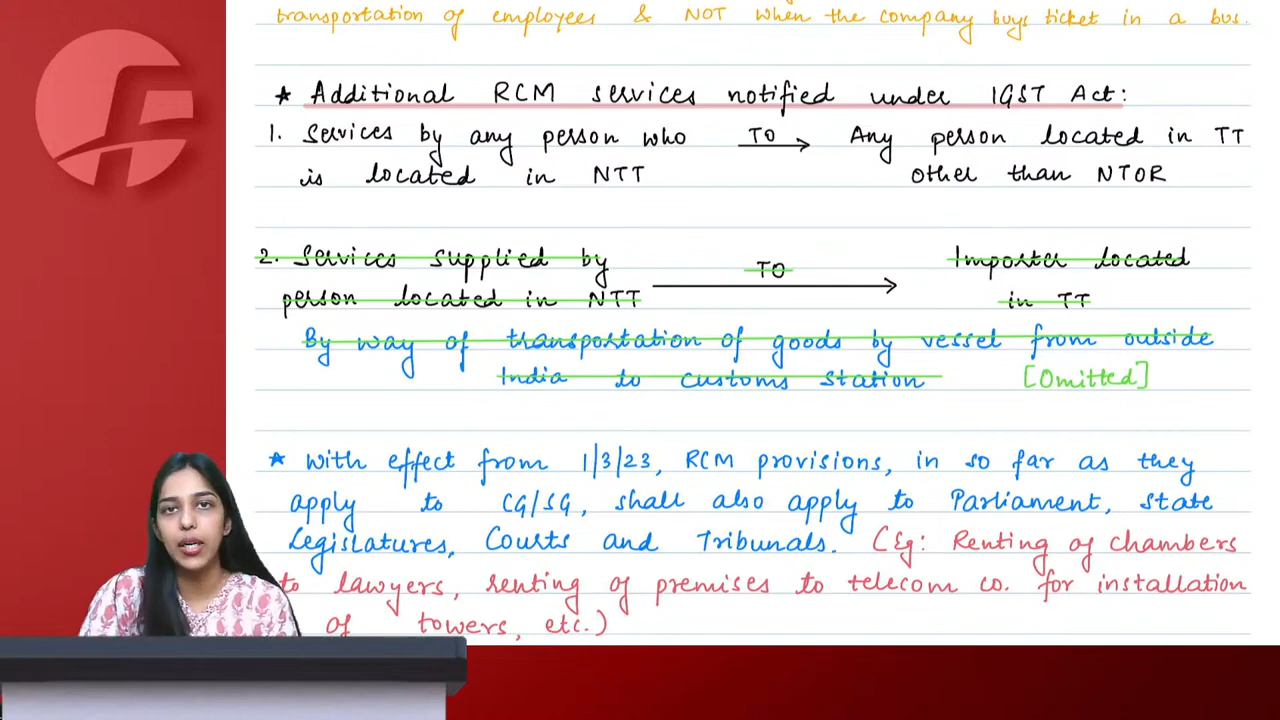 transportation of employees & NOT when the company buys ticket in a bus.
★ Additional RCM services notified under IGST Act:
1. Services by any person who TO Any person located in TT
is located in NTT other than NTOR
2. Services supplied by TO Importer located
person located in NTT in TT
By way of transportation of goods by vessel from outside
India to customs station [Omitted]
★ With effect from 1/3/23, RCM provisions, in so far as they
apply to CG/SG, shall also apply to Parliament, State
Legislatures, Courts and Tribunals. (Eg: Renting of chambers
to lawyers, renting of premises to telecom co. for installation
of towers, etc.)